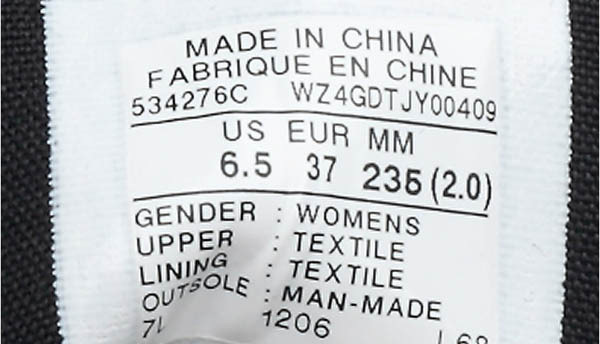 MADE IN CHINA
FABRIQUE EN CHINE
534276C WZ4GDTJY00409
US EUR MM
6.5 37 235 (2.0)
GENDER : WOMENS
UPPER : TEXTILE
LINING : TEXTILE
OUTSOLE : MAN-MADE
1206